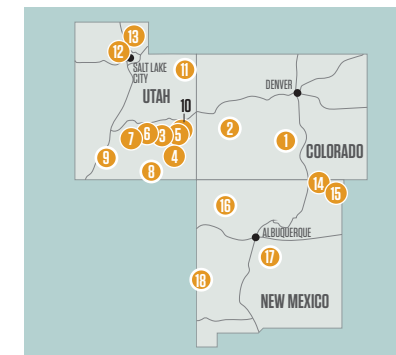 13
12
SALT LAKE
CITY
11
UTAH
10
7
6
3
5
4
9
8
DENVER
2
1
COLORADO
14
15
16
ALBUQUERQUE
17
18
NEW MEXICO